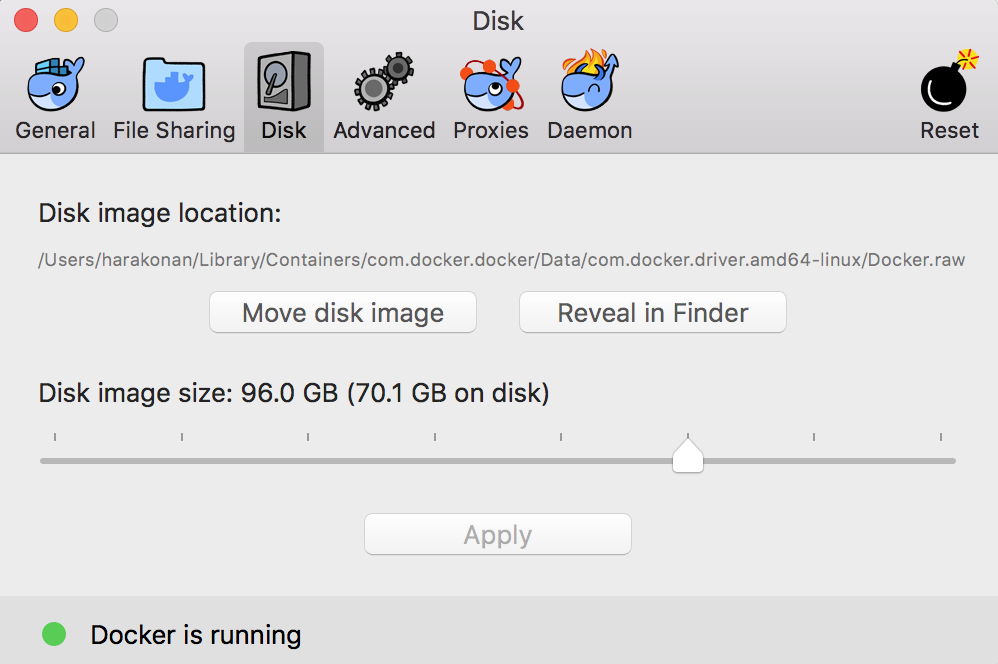 Disk
General File Sharing Disk Advanced Proxies Daemon Reset
Disk image location:
/Users/harakonan/Library/Containers/com.docker.docker/Data/com.docker.driver.amd64-linux/Docker.raw
Move disk image Reveal in Finder
Disk image size: 96.0 GB (70.1 GB on disk)
Apply
Docker is running